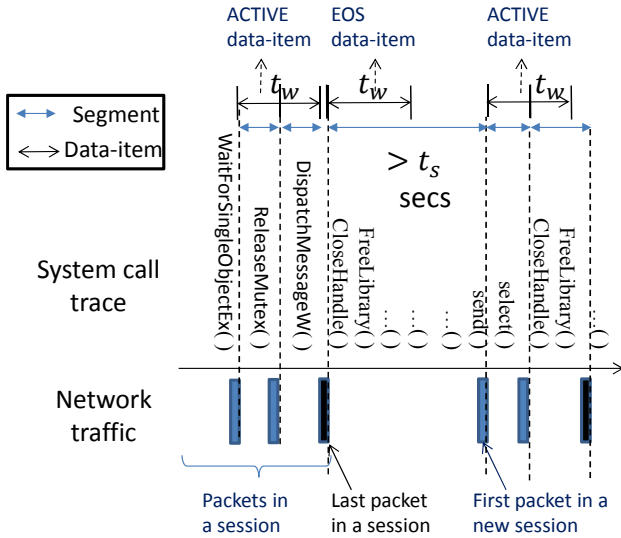 ACTIVE
data-item
EOS
data-item
ACTIVE
data-item
t_w
t_w
t_w
Segment
Data-item
> t_s
secs
System call
trace
WaitForSingleObjectEx()
ReleaseMutex()
DispatchMessageW()
CloseHandle()
FreeLibrary()
...()
...()
...()
send()
select()
CloseHandle()
FreeLibrary()
...()
Network
traffic
Packets in
a session
Last packet
in a session
First packet in a
new session